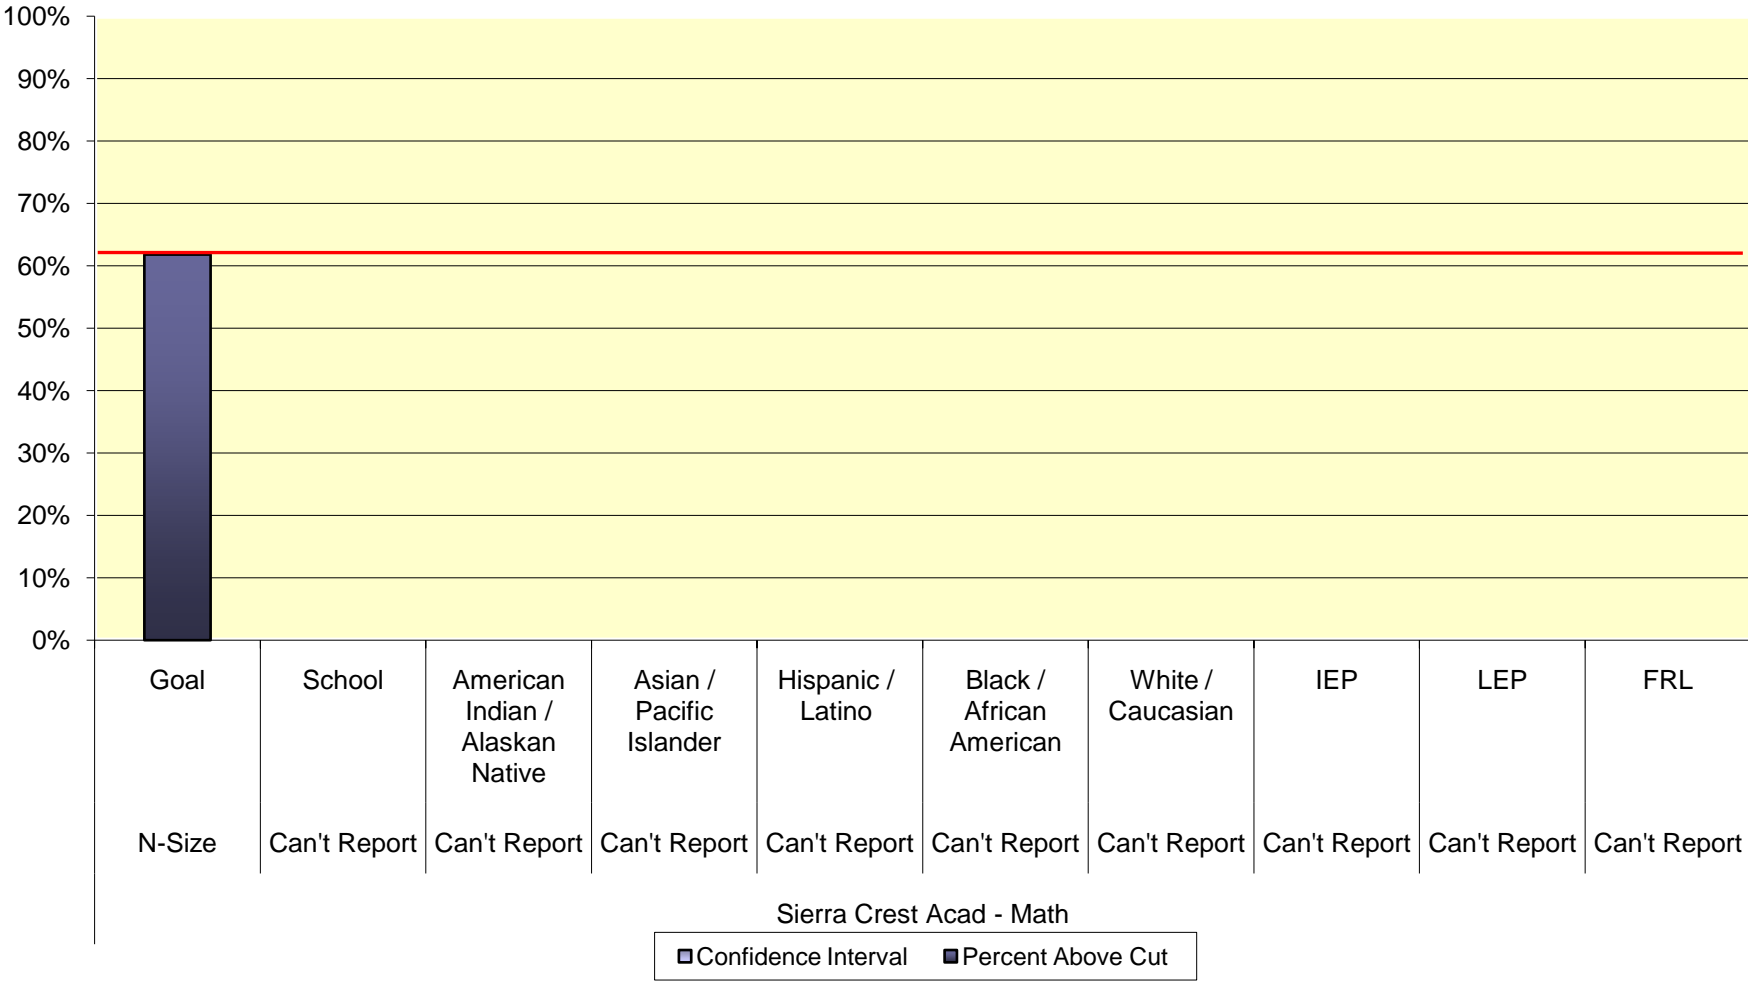 100%
90%
80%
70%
60%
50%
40%
30%
20%
10%
0%
Goal
School
American
Indian /
Alaskan
Native
Asian /
Pacific
Islander
Hispanic /
Latino
Black /
African
American
White /
Caucasian
IEP
LEP
FRL
N-Size
Can't Report
Can't Report
Can't Report
Can't Report
Can't Report
Can't Report
Can't Report
Can't Report
Can't Report
Sierra Crest Acad - Math
Confidence Interval
Percent Above Cut